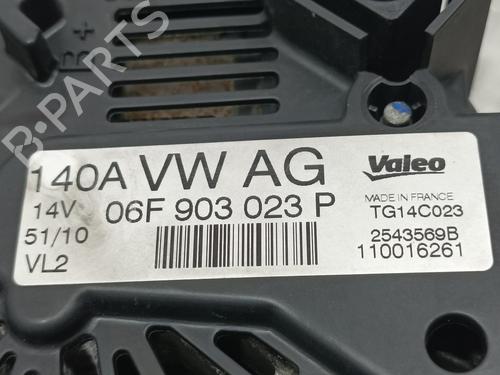 B-PARTS
140A VW AG
14V 06F 903 023 P
51/10
VL2
Valeo
MADE IN FRANCE
TG14C023
2543569B
110016261